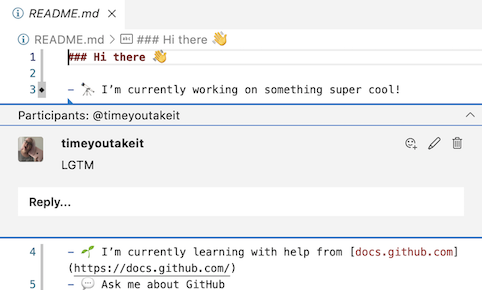 README.md
README.md > ### Hi there 👋
1 ### Hi there 👋
2
3 - 🔭 I’m currently working on something super cool!
Participants: @timeyoutakeit
timeyoutakeit
LGTM
Reply...
4 - 🌱 I’m currently learning with help from [docs.github.com]
(https://docs.github.com/)
5 - 💬 Ask me about GitHub